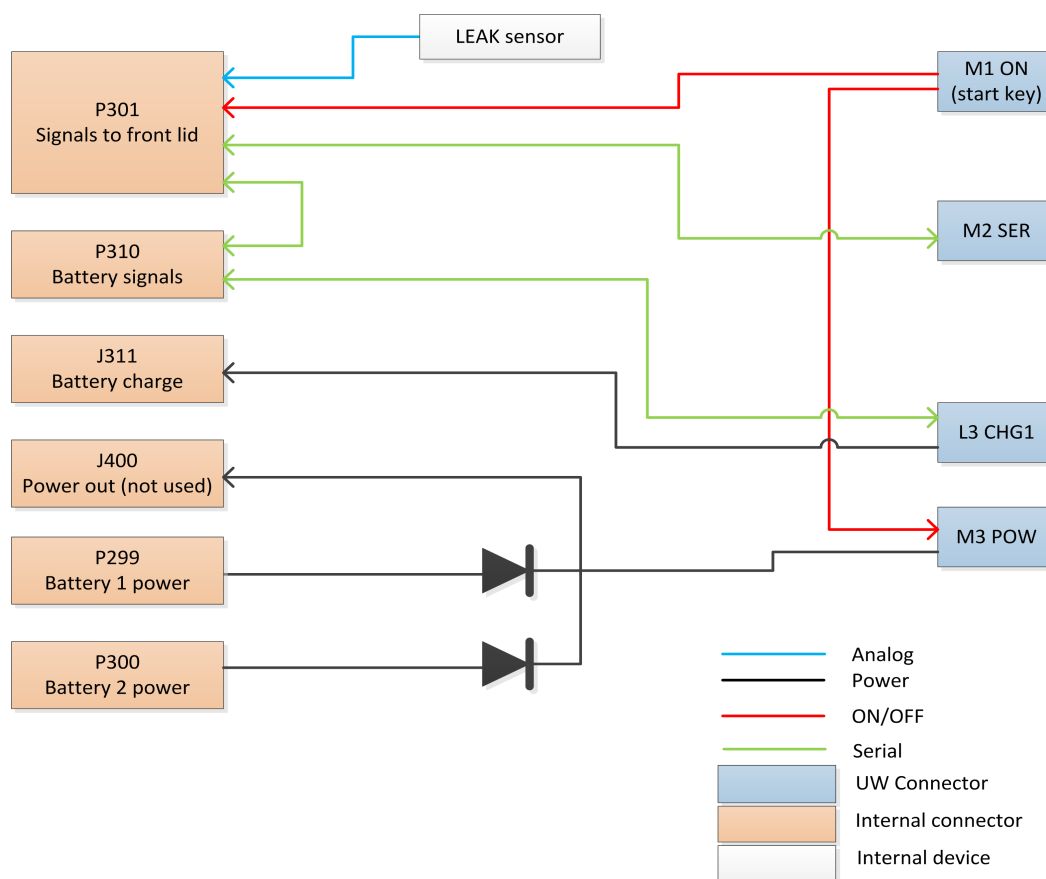 LEAK sensor
P301
Signals to front lid
M1 ON
(start key)
M2 SER
P310
Battery signals
J311
Battery charge
L3 CHG1
J400
Power out (not used)
M3 POW
P299
Battery 1 power
P300
Battery 2 power
Analog
Power
ON/OFF
Serial
UW Connector
Internal connector
Internal device